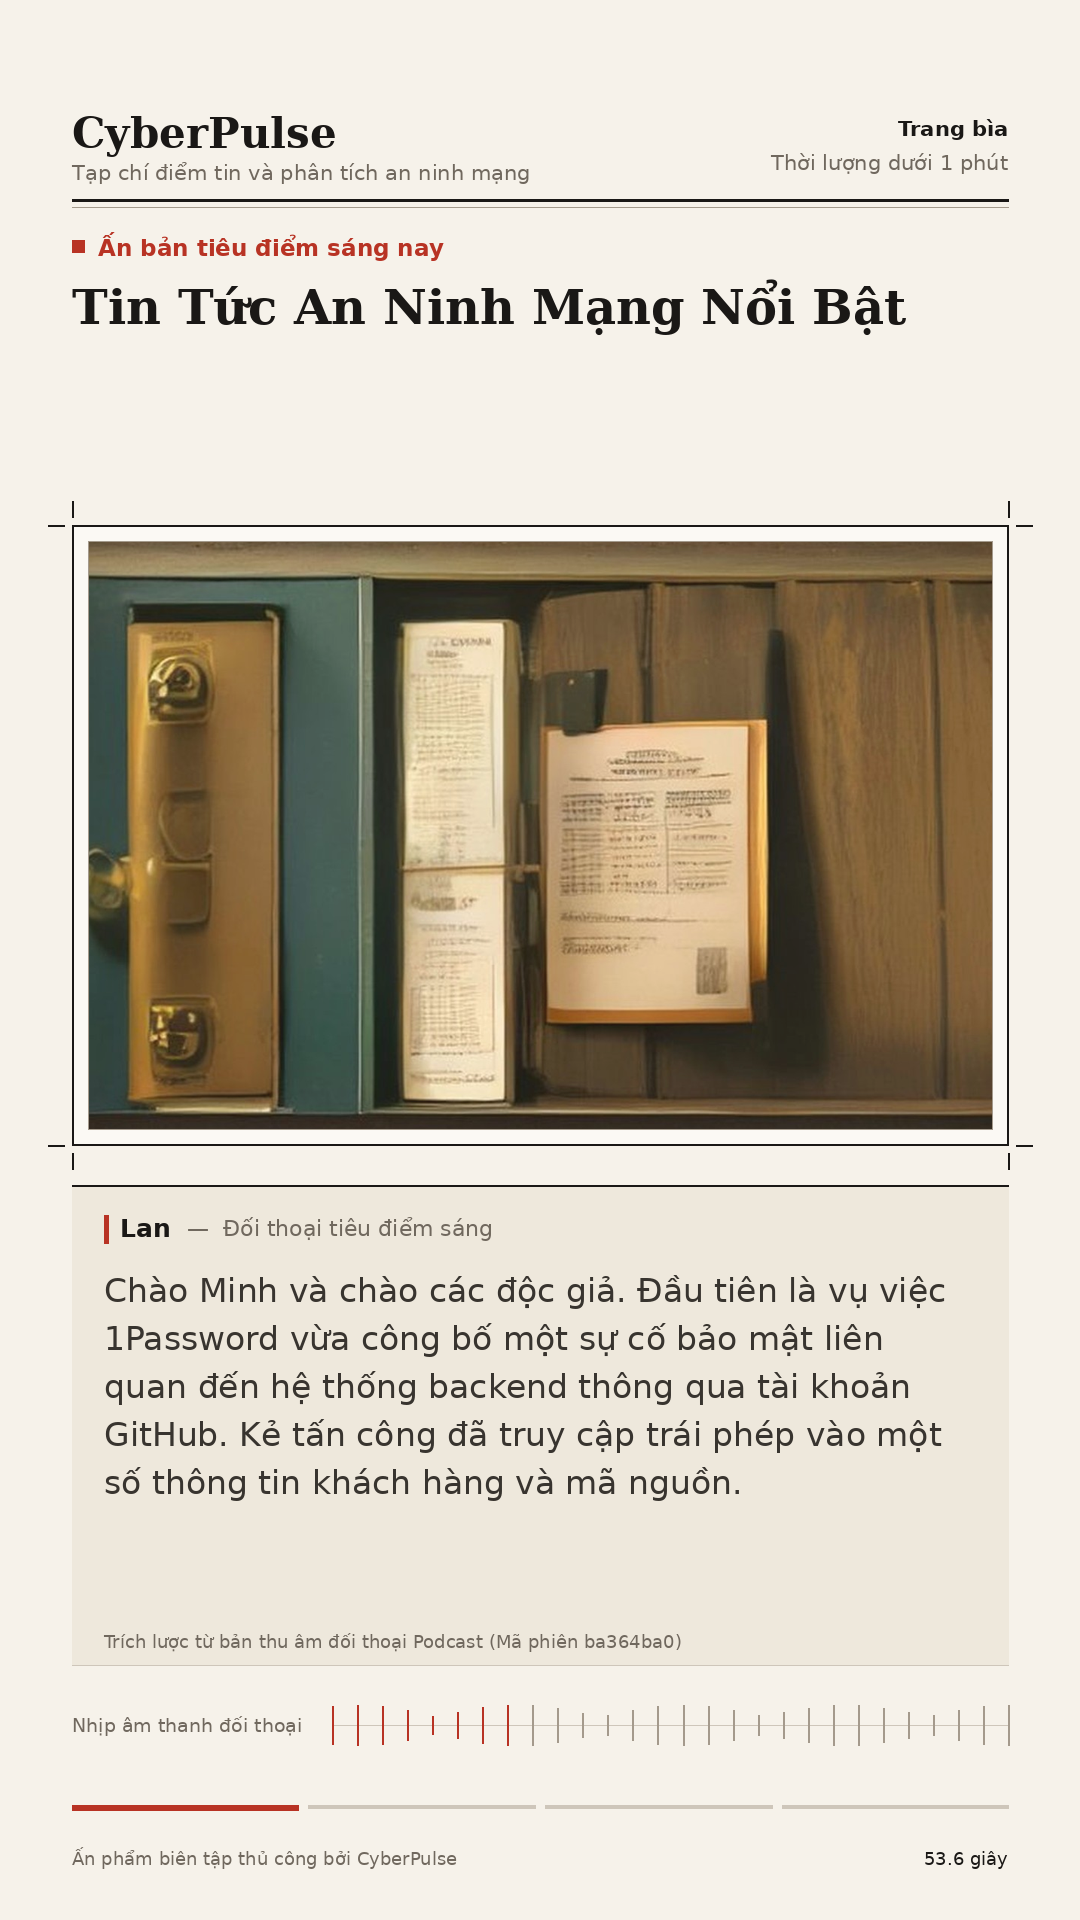 CyberPulse
Tạp chí điểm tin và phân tích an ninh mạng
Trang bìa
Thời lượng dưới 1 phút
Ấn bản tiêu điểm sáng nay
Tin Tức An Ninh Mạng Nổi Bật
Lan — Đối thoại tiêu điểm sáng
Chào Minh và chào các độc giả. Đầu tiên là vụ việc
1Password vừa công bố một sự cố bảo mật liên
quan đến hệ thống backend thông qua tài khoản
GitHub. Kẻ tấn công đã truy cập trái phép vào một
số thông tin khách hàng và mã nguồn.
Trích lược từ bản thu âm đối thoại Podcast (Mã phiên ba364ba0)
Nhịp âm thanh đối thoại
Ấn phẩm biên tập thủ công bởi CyberPulse
53.6 giây